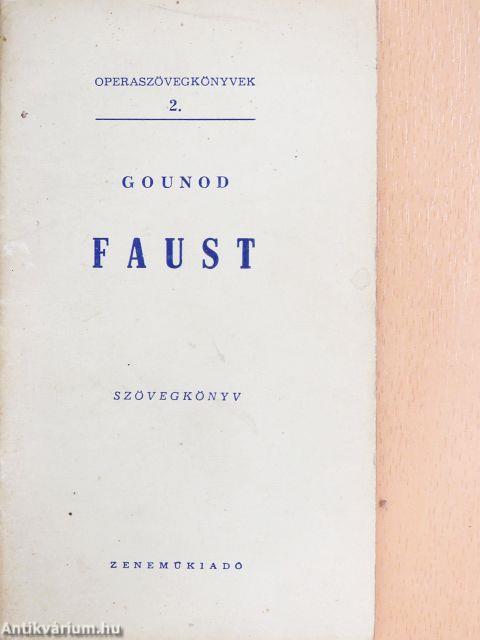 OPERASZÖVEGKÖNYVEK
2.
GOUNOD
FAUST
SZÖVEGKÖNYV
ZENEMŰKIADÓ
Antikvárium.hu